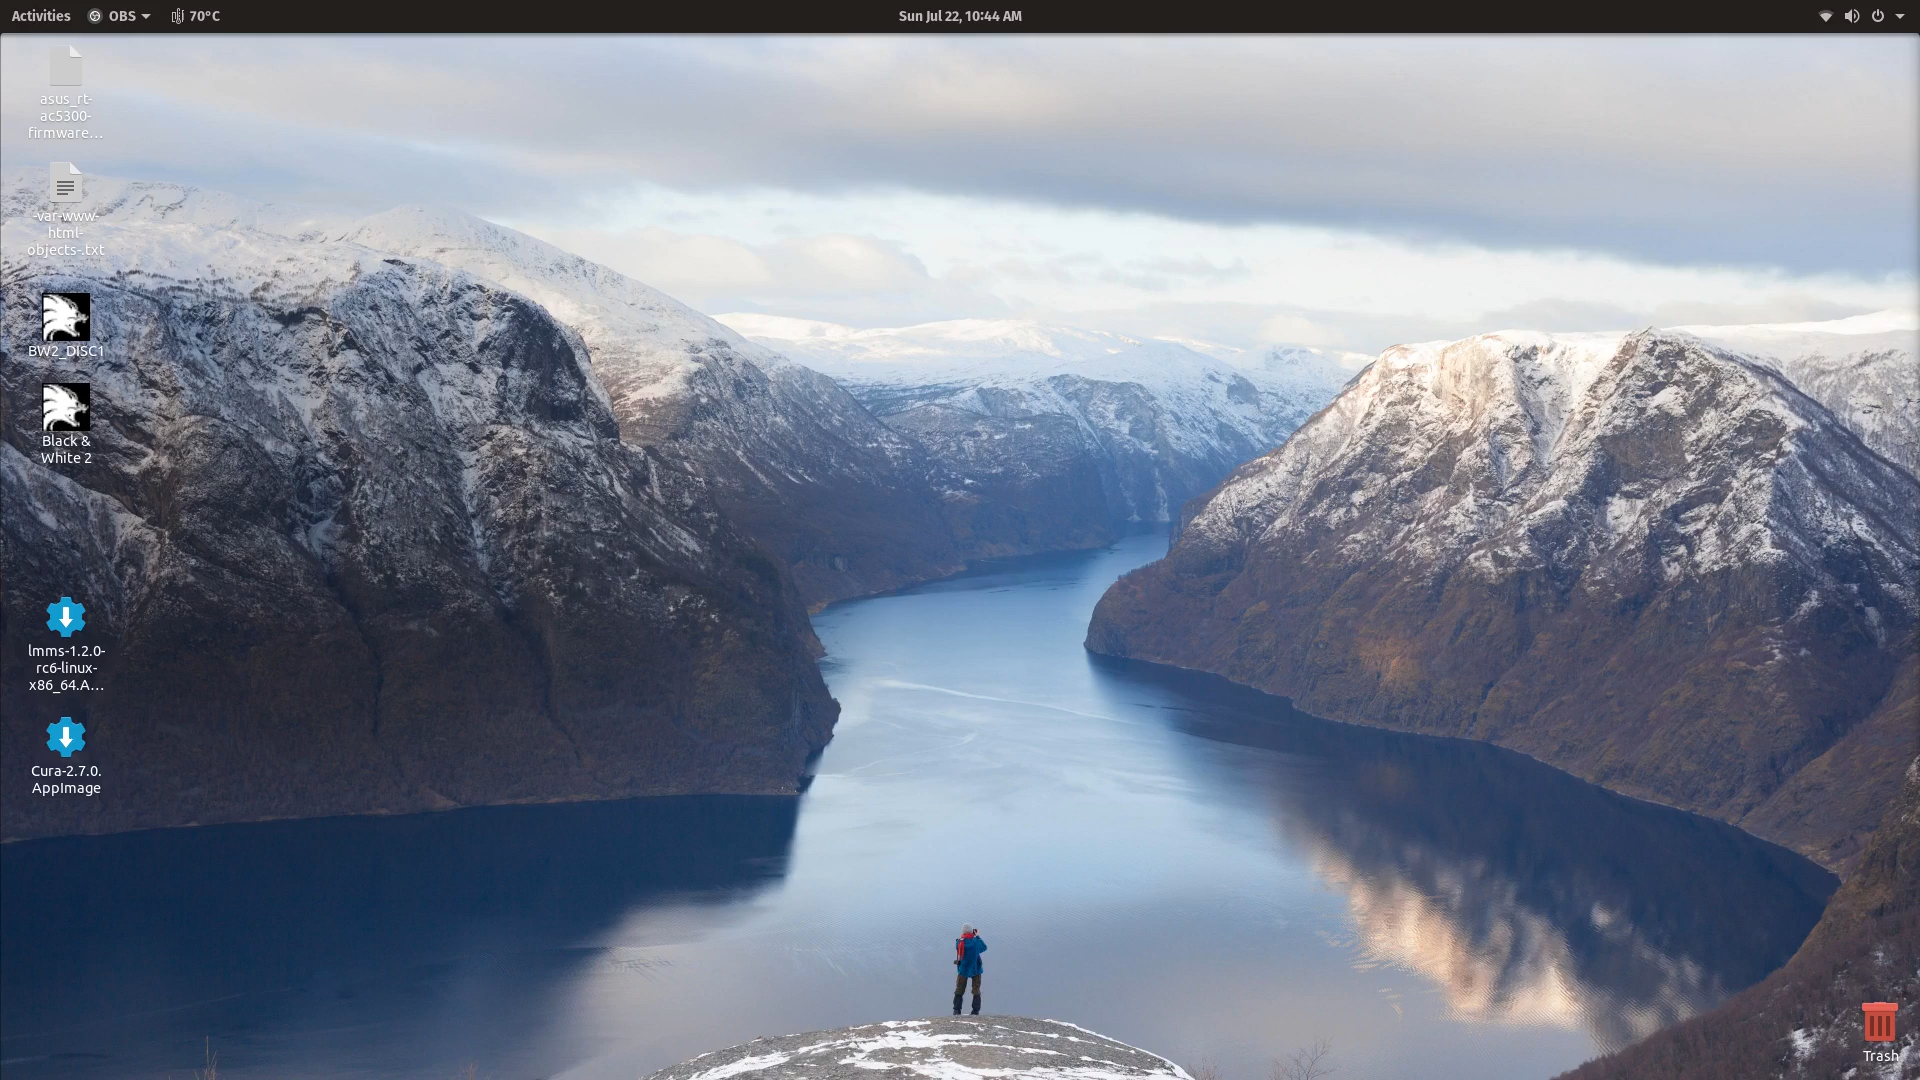 Activities
OBS
70°C
Sun Jul 22, 10:44 AM
asus_rt-
ac5300-
firmware...
-var-www-
html-
objects-.txt
BW2_DISC1
Black &
White 2
lmms-1.2.0-
rc6-linux-
x86_64.A...
Cura-2.7.0.
AppImage
Trash